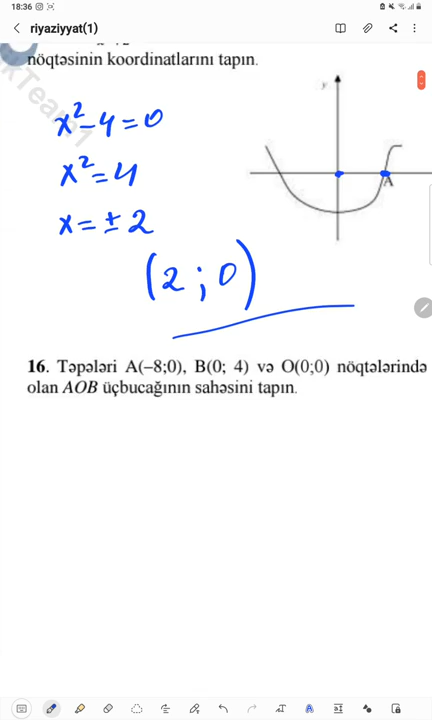 18:36
riyaziyyat(1)
nöqtəsinin koordinatlarını tapın.
x²-4=0
x²=4
x=±2
(2;0)
y
A
Team1
16. Təpələri A(−8;0), B(0; 4) və O(0;0) nöqtələrində
olan AOB üçbucağının sahəsini tapın.